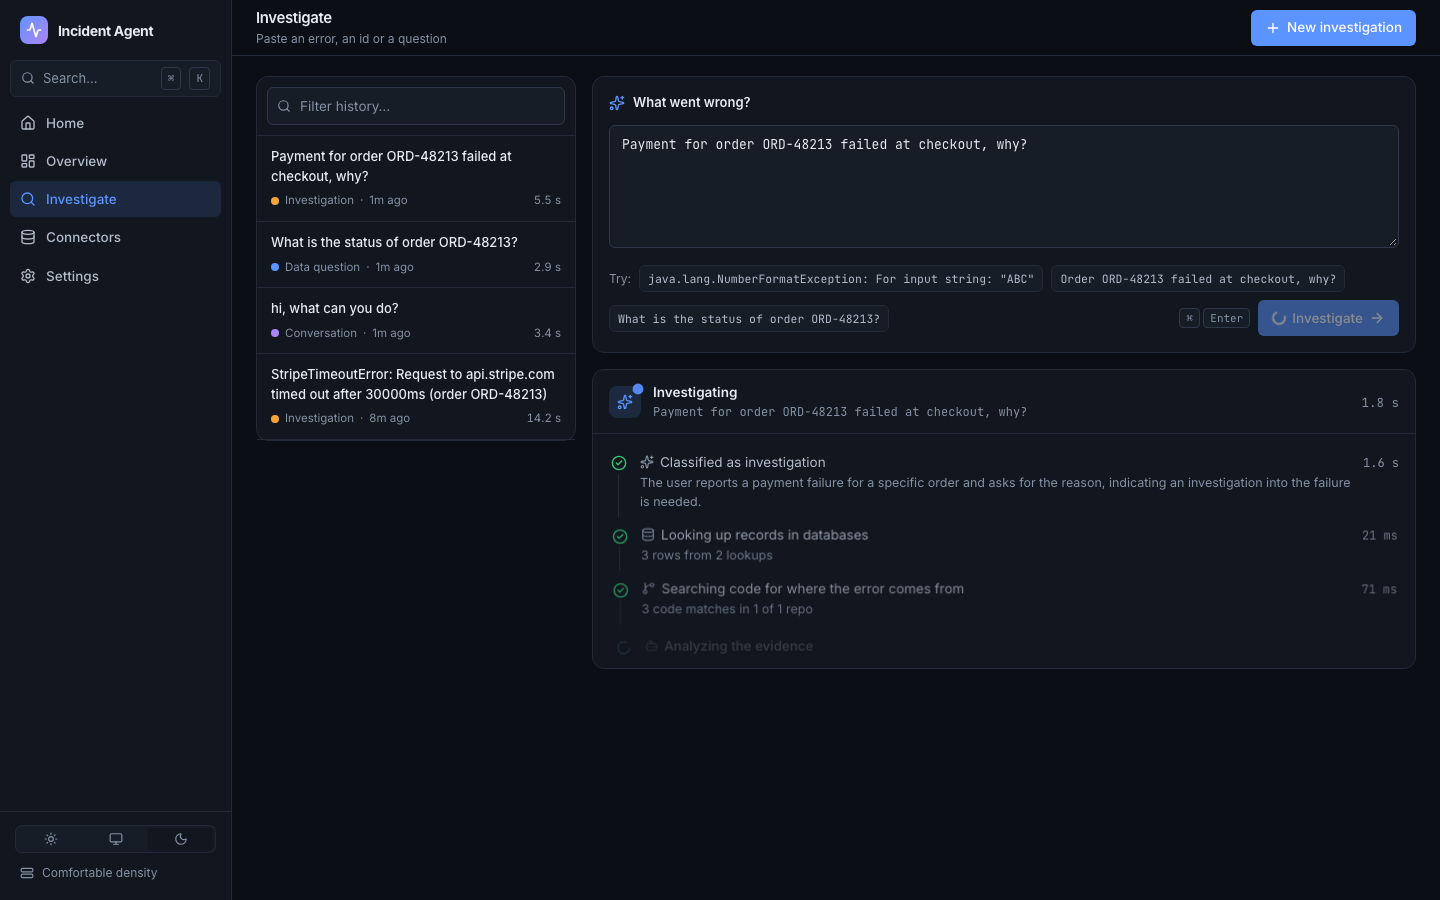 Incident Agent
Search...
⌘ K
Home
Overview
Investigate
Connectors
Settings
Comfortable density
Investigate
Paste an error, an id or a question
New investigation
Filter history...
Payment for order ORD-48213 failed at
checkout, why?
Investigation · 1m ago 5.5 s
What is the status of order ORD-48213?
Data question · 1m ago 2.9 s
hi, what can you do?
Conversation · 1m ago 3.4 s
StripeTimeoutError: Request to api.stripe.com
timed out after 30000ms (order ORD-48213)
Investigation · 8m ago 14.2 s
What went wrong?
Payment for order ORD-48213 failed at checkout, why?
Try: java.lang.NumberFormatException: For input string: "ABC" Order ORD-48213 failed at checkout, why?
What is the status of order ORD-48213? ⌘ Enter Investigate
Investigating
Payment for order ORD-48213 failed at checkout, why? 1.8 s
Classified as investigation 1.6 s
The user reports a payment failure for a specific order and asks for the reason, indicating an investigation into the failure
is needed.
Looking up records in databases 21 ms
3 rows from 2 lookups
Searching code for where the error comes from 71 ms
3 code matches in 1 of 1 repo
Analyzing the evidence